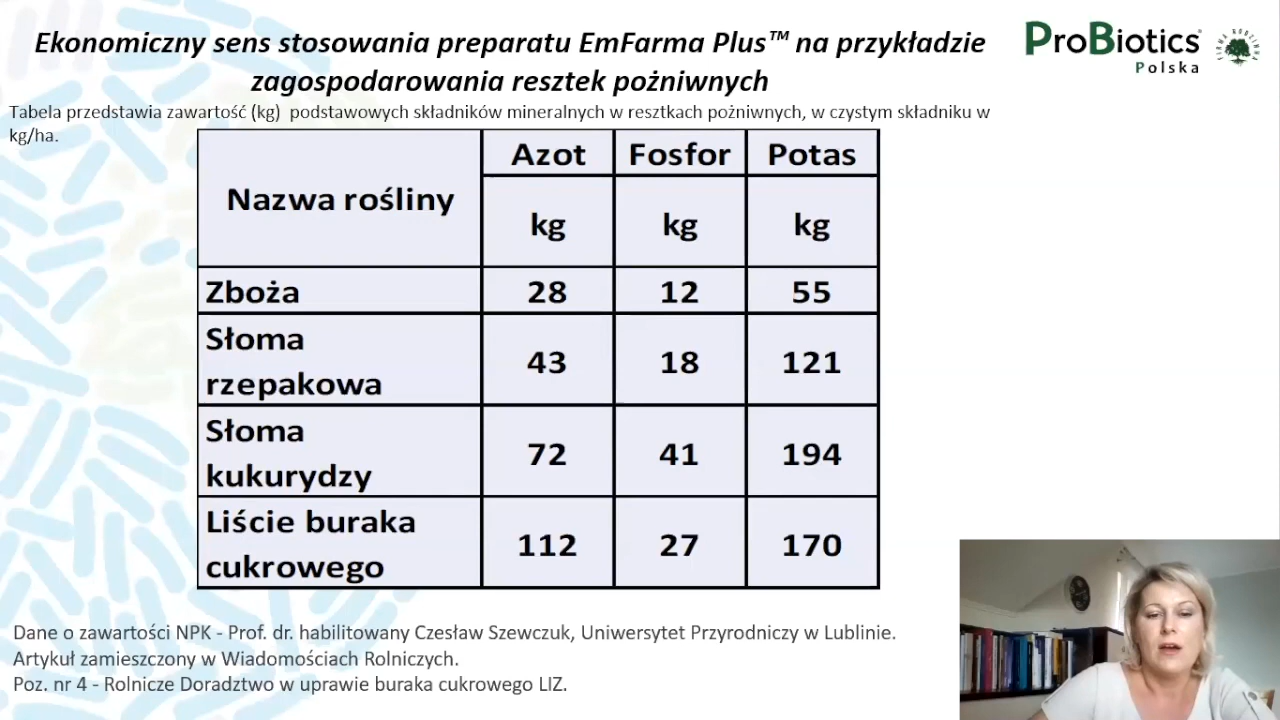 Ekonomiczny sens stosowania preparatu EmFarma Plus™ na przykładzie
zagospodarowania resztek pożniwnych
ProBiotics
Polska
Tabela przedstawia zawartość (kg) podstawowych składników mineralnych w resztkach pożniwnych, w czystym składniku w
kg/ha.
Nazwa rośliny
Azot Fosfor Potas
kg kg kg
Zboża 28 12 55
Słoma
rzepakowa 43 18 121
Słoma
kukurydzy 72 41 194
Liście buraka
cukrowego 112 27 170
Dane o zawartości NPK - Prof. dr. habilitowany Czesław Szewczuk, Uniwersytet Przyrodniczy w Lublinie.
Artykuł zamieszczony w Wiadomościach Rolniczych.
Poz. nr 4 - Rolnicze Doradztwo w uprawie buraka cukrowego LIZ.